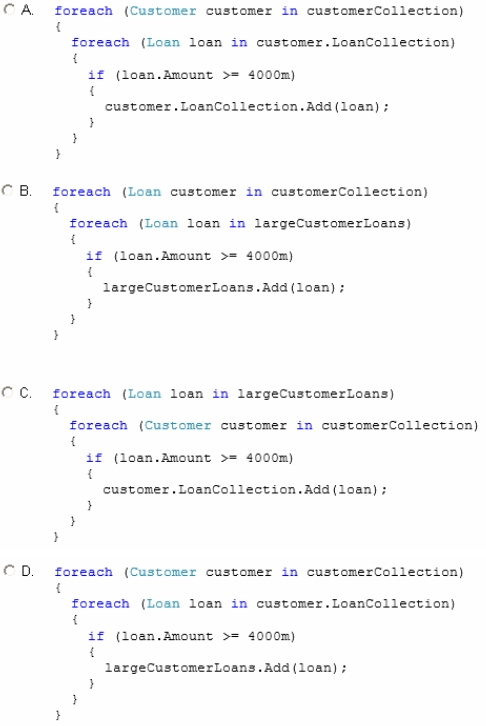 A. foreach (Customer customer in customerCollection)
{
foreach (Loan loan in customer.LoanCollection)
{
if (loan.Amount >= 4000m)
{
customer.LoanCollection.Add(loan);
}
}
}
B. foreach (Loan customer in customerCollection)
{
foreach (Loan loan in largeCustomerLoans)
{
if (loan.Amount >= 4000m)
{
largeCustomerLoans.Add(loan);
}
}
}
C. foreach (Loan loan in largeCustomerLoans)
{
foreach (Customer customer in customerCollection)
{
if (loan.Amount >= 4000m)
{
customer.LoanCollection.Add(loan);
}
}
}
D. foreach (Customer customer in customerCollection)
{
foreach (Loan loan in customer.LoanCollection)
{
if (loan.Amount >= 4000m)
{
largeCustomerLoans.Add(loan);
}
}
}